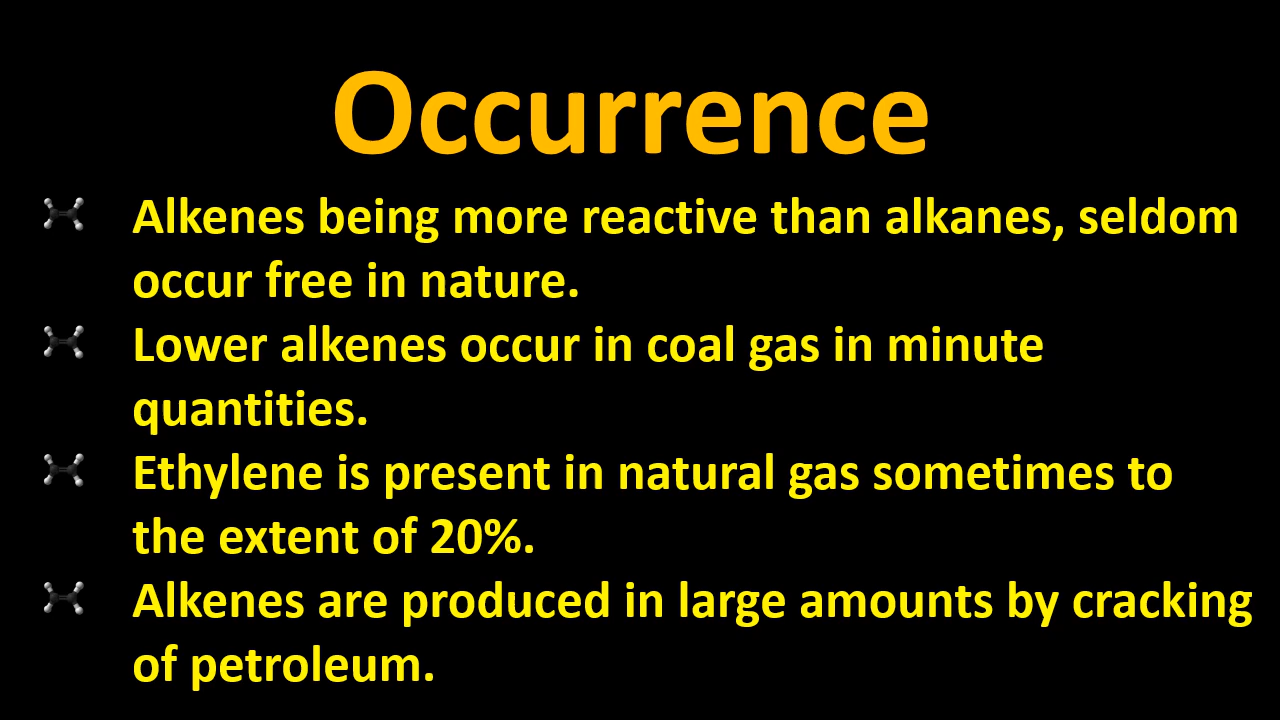 Occurrence
Alkenes being more reactive than alkanes, seldom
occur free in nature.
Lower alkenes occur in coal gas in minute
quantities.
Ethylene is present in natural gas sometimes to
the extent of 20%.
Alkenes are produced in large amounts by cracking
of petroleum.